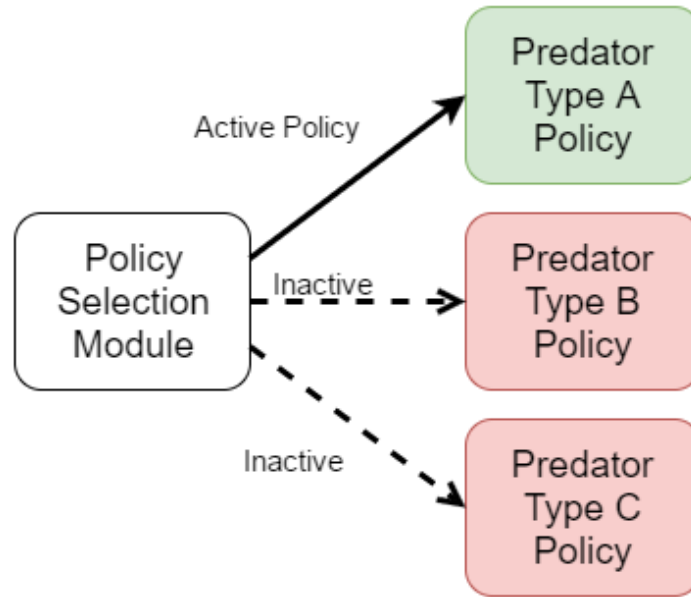 Predator
Type A
Policy
Active Policy
Policy
Selection
Module
Inactive
Predator
Type B
Policy
Inactive
Predator
Type C
Policy